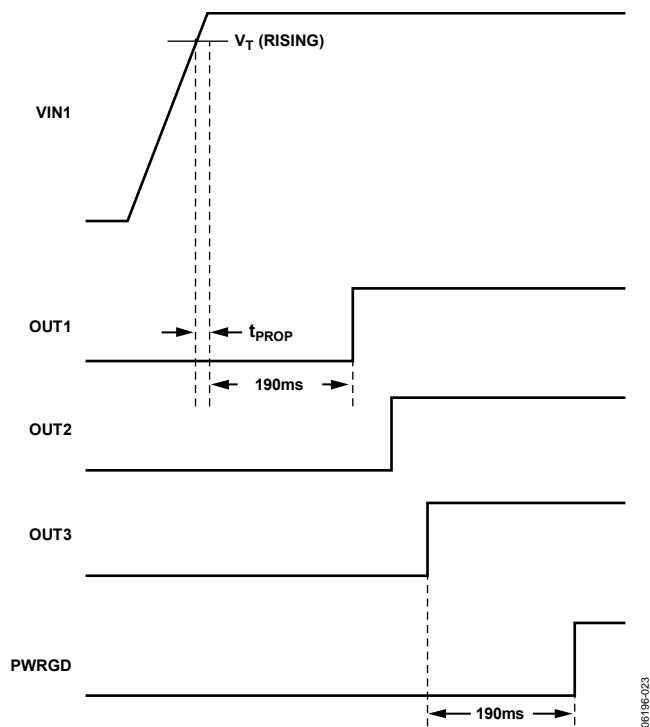 V_T (RISING)
VIN1
OUT1
t_PROP
190ms
OUT2
OUT3
PWRGD
190ms
06196-023